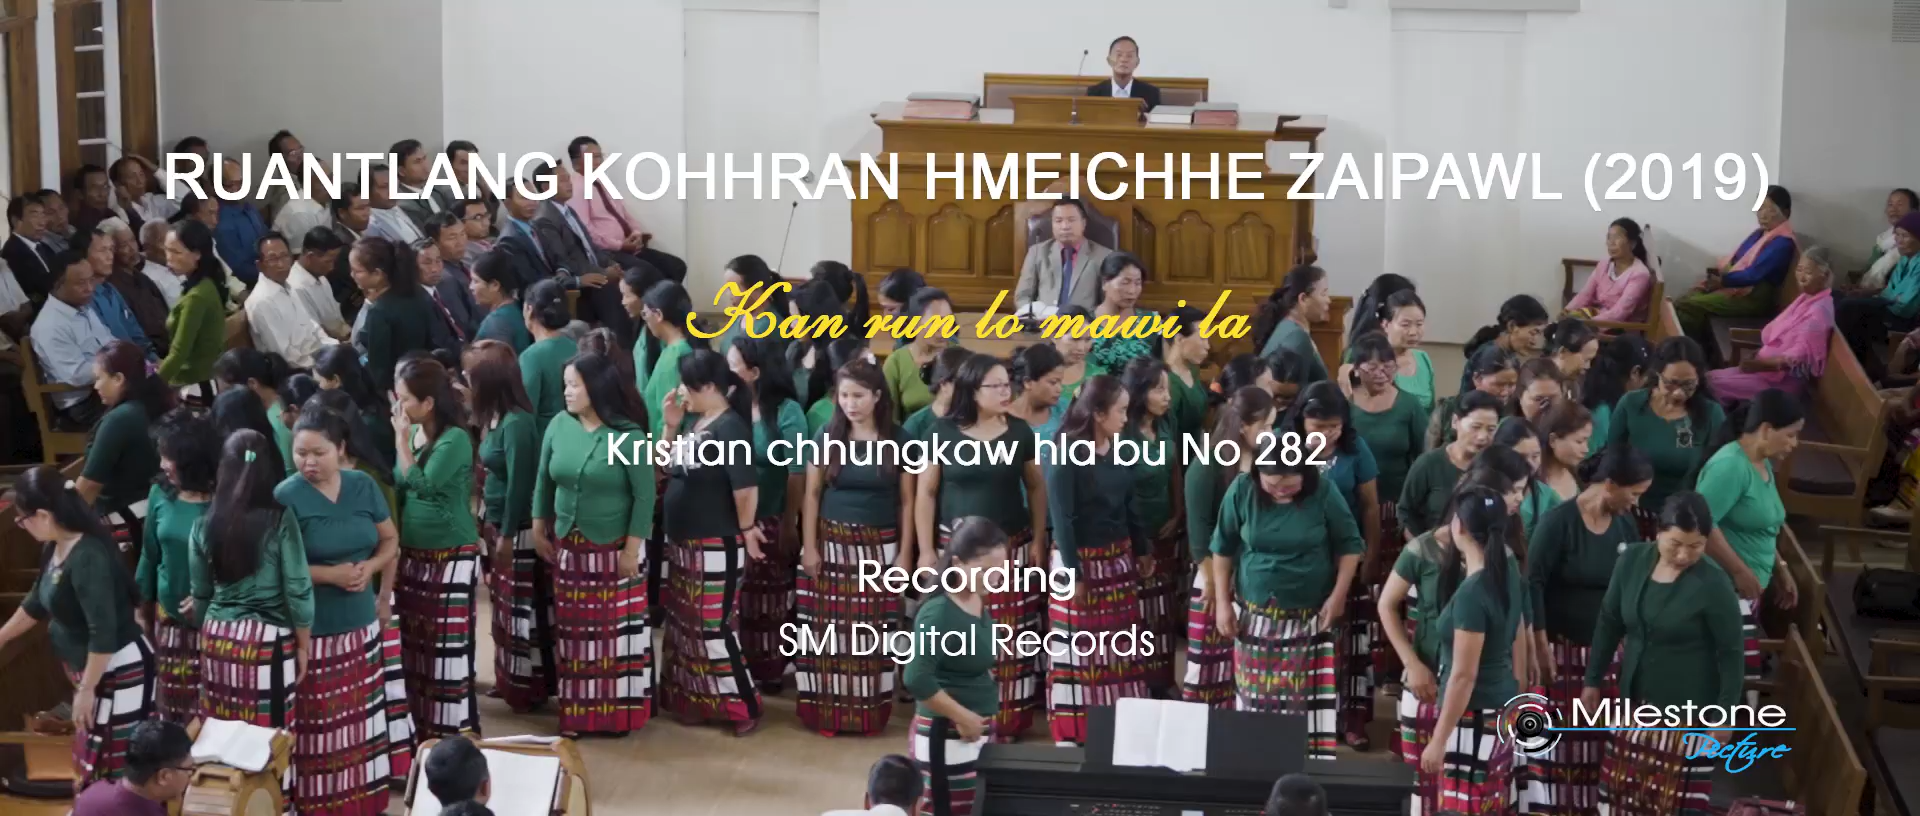 RUANTLANG KOHHRAN HMEICHHE ZAIPAWL (2019)
Kan run lo mawi la
Kristian chhungkaw hla bu No 282
Recording
SM Digital Records
Milestone
Picture